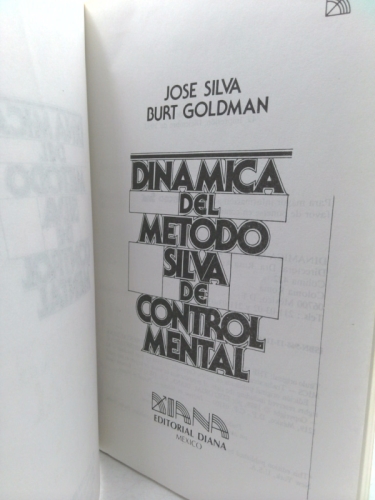 JOSE SILVA
BURT GOLDMAN
DINAMICA
DEL
METODO
SILVA
DE
CONTROL
MENTAL
DIANA
EDITORIAL DIANA
MEXICO